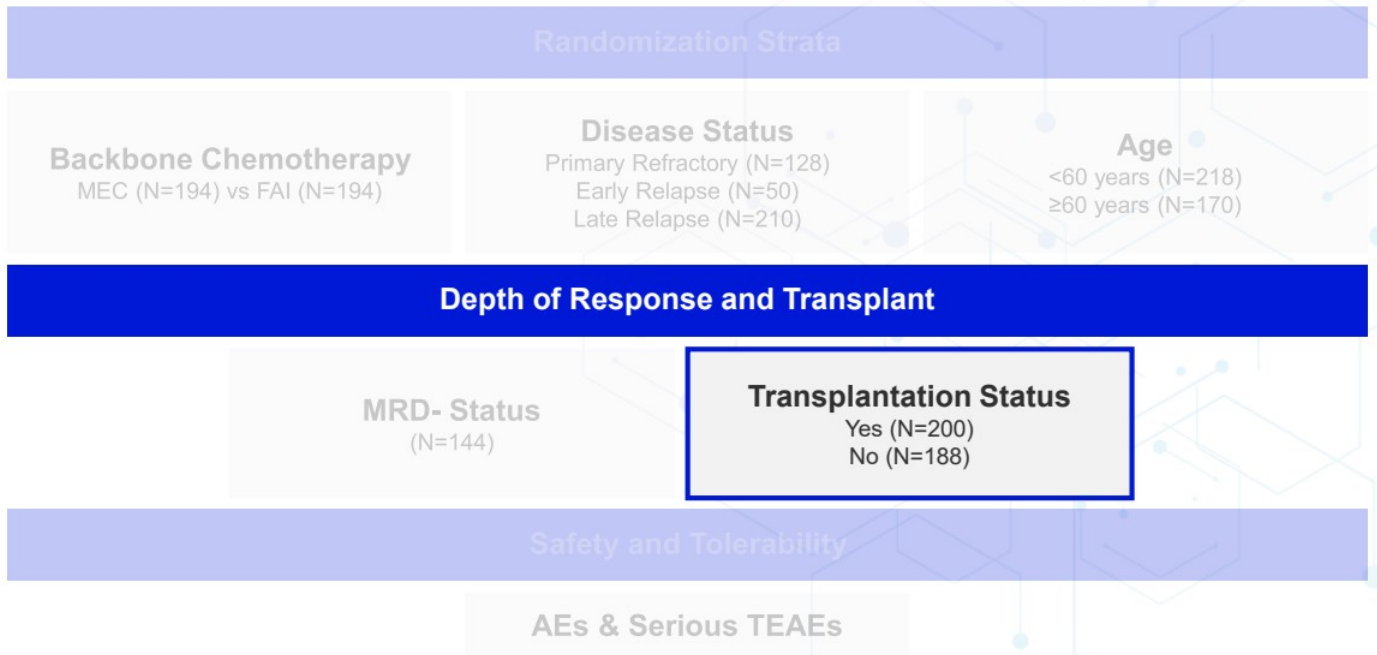 Randomization Strata
Backbone Chemotherapy
MEC (N=194) vs FAI (N=194)
Disease Status
Primary Refractory (N=128)
Early Relapse (N=50)
Late Relapse (N=210)
Age
<60 years (N=218)
≥60 years (N=170)
Depth of Response and Transplant
MRD- Status
(N=144)
Transplantation Status
Yes (N=200)
No (N=188)
Safety and Tolerability
AEs & Serious TEAEs